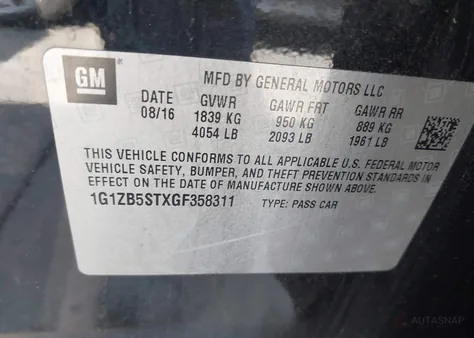 GM
MFD BY GENERAL MOTORS LLC
DATE GVWR GAWR FRT GAWR RR
08/16 1839 KG 950 KG 889 KG
4054 LB 2093 LB 1961 LB
THIS VEHICLE CONFORMS TO ALL APPLICABLE U.S. FEDERAL MOTOR
VEHICLE SAFETY, BUMPER, AND THEFT PREVENTION STANDARDS IN
EFFECT ON THE DATE OF MANUFACTURE SHOWN ABOVE.
1G1ZB5STXGF358311 TYPE: PASS CAR
AUTASNAP